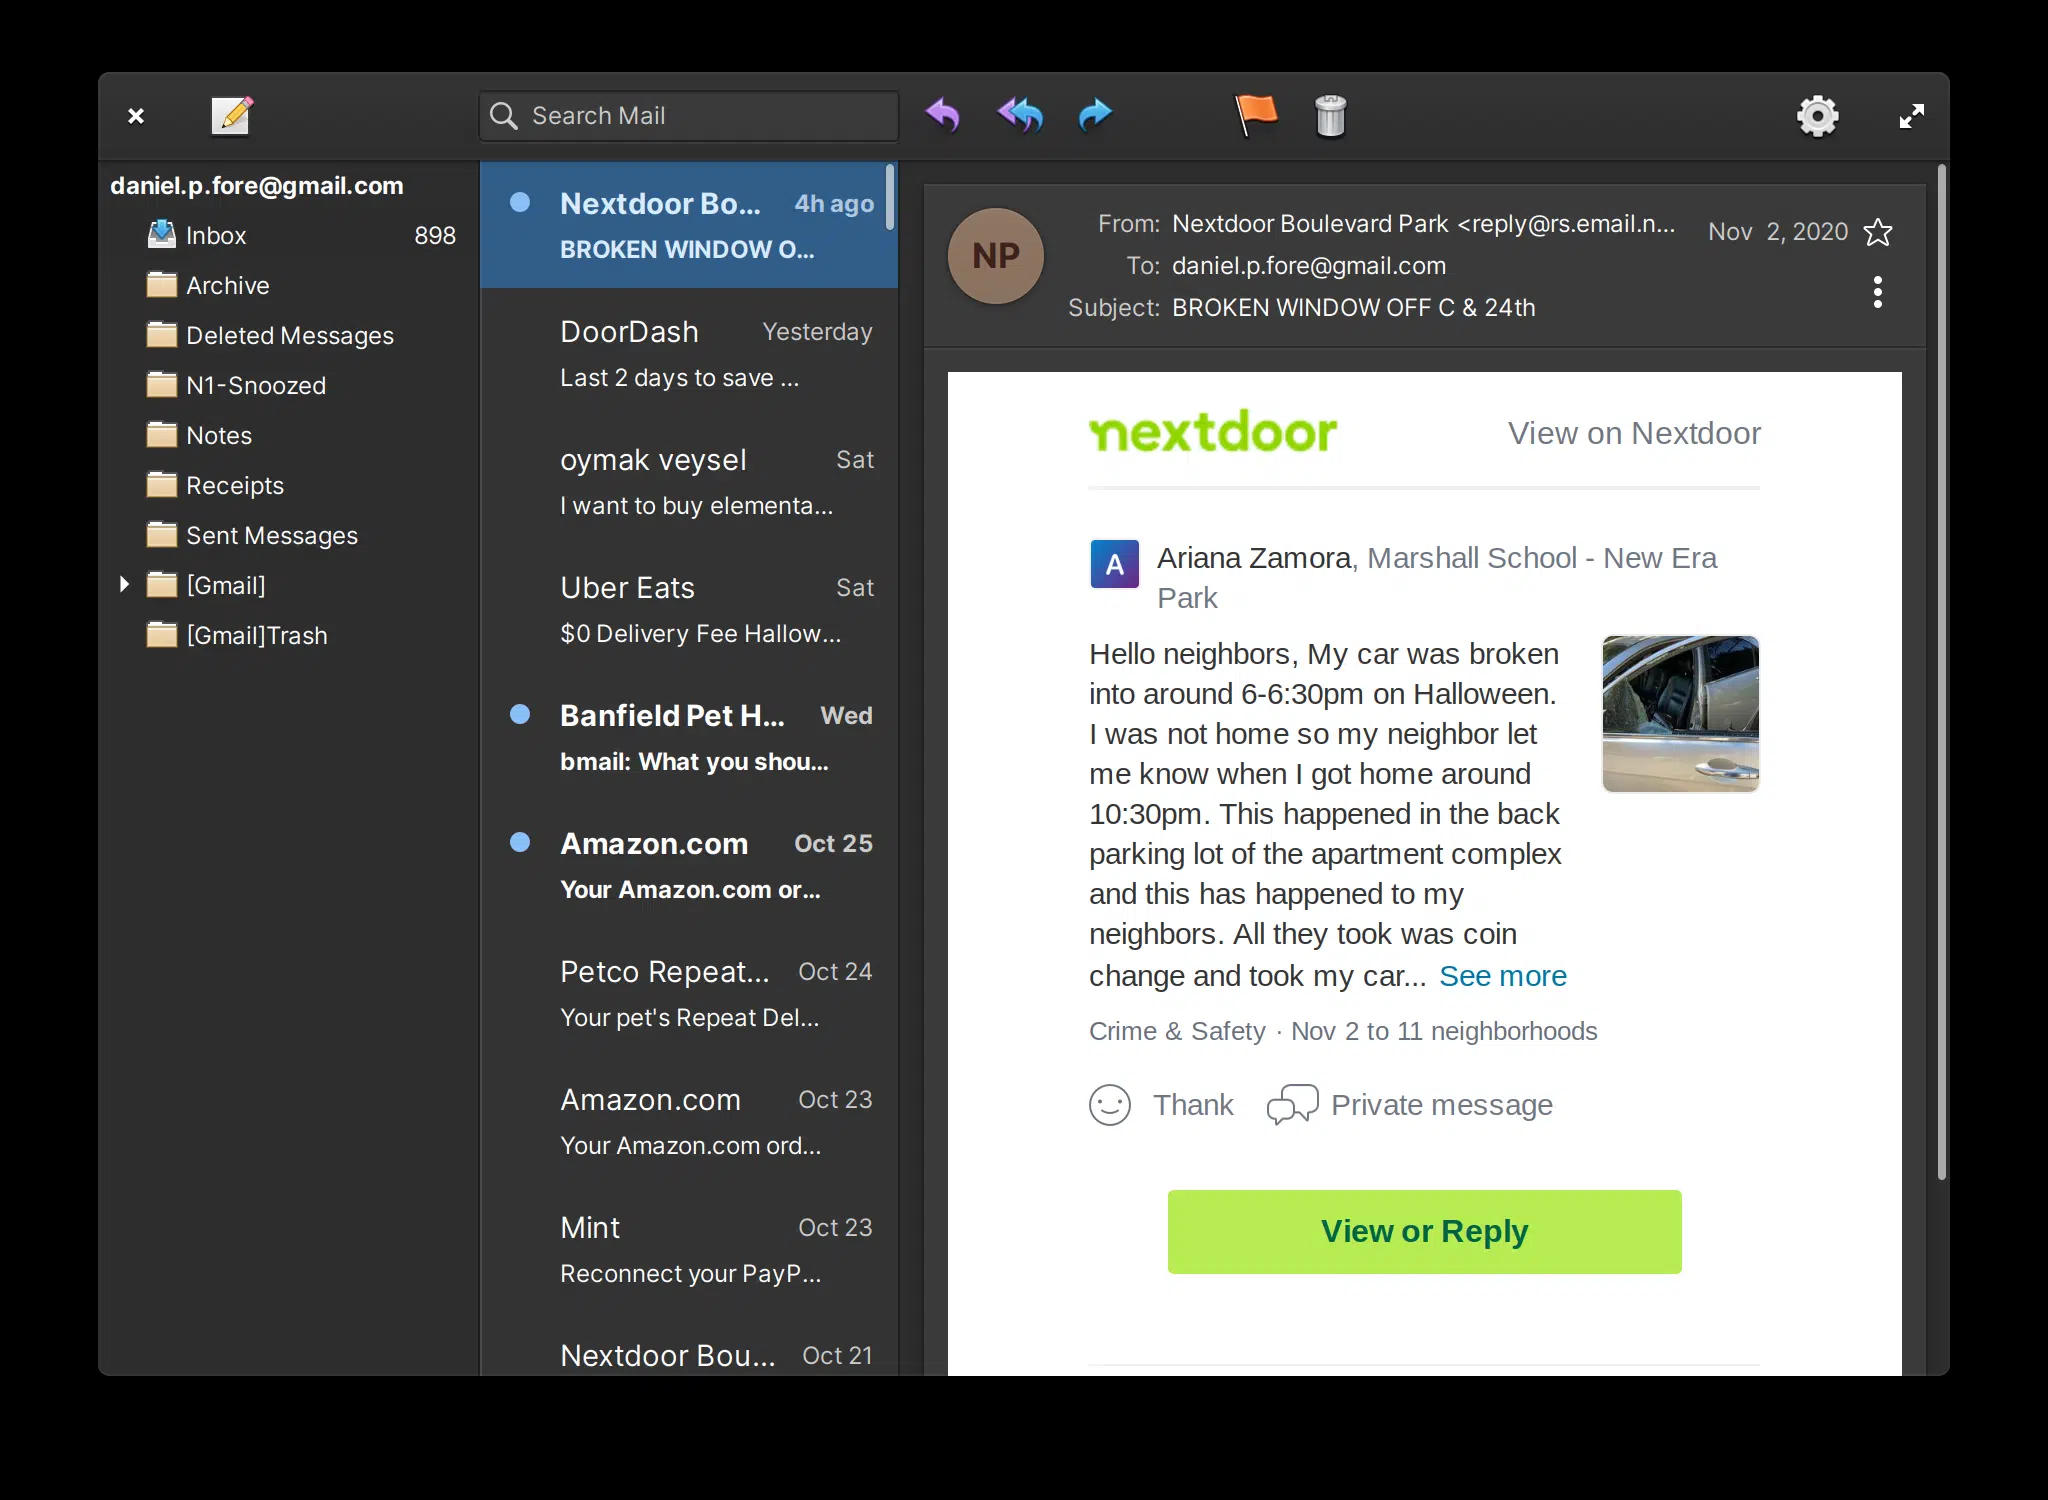 Search Mail
daniel.p.fore@gmail.com
Inbox 898
Archive
Deleted Messages
N1-Snoozed
Notes
Receipts
Sent Messages
[Gmail]
[Gmail]Trash
Nextdoor Bo... 4h ago
BROKEN WINDOW O...
DoorDash Yesterday
Last 2 days to save ...
oymak veysel Sat
I want to buy elementa...
Uber Eats Sat
$0 Delivery Fee Hallow...
Banfield Pet H... Wed
bmail: What you shou...
Amazon.com Oct 25
Your Amazon.com or...
Petco Repeat... Oct 24
Your pet's Repeat Del...
Amazon.com Oct 23
Your Amazon.com ord...
Mint Oct 23
Reconnect your PayP...
Nextdoor Bou... Oct 21
NP
From: Nextdoor Boulevard Park <reply@rs.email.n... Nov 2, 2020
To: daniel.p.fore@gmail.com
Subject: BROKEN WINDOW OFF C & 24th
nextdoor View on Nextdoor
A Ariana Zamora, Marshall School - New Era
Park
Hello neighbors, My car was broken
into around 6-6:30pm on Halloween.
I was not home so my neighbor let
me know when I got home around
10:30pm. This happened in the back
parking lot of the apartment complex
and this has happened to my
neighbors. All they took was coin
change and took my car... See more
Crime & Safety · Nov 2 to 11 neighborhoods
Thank Private message
View or Reply